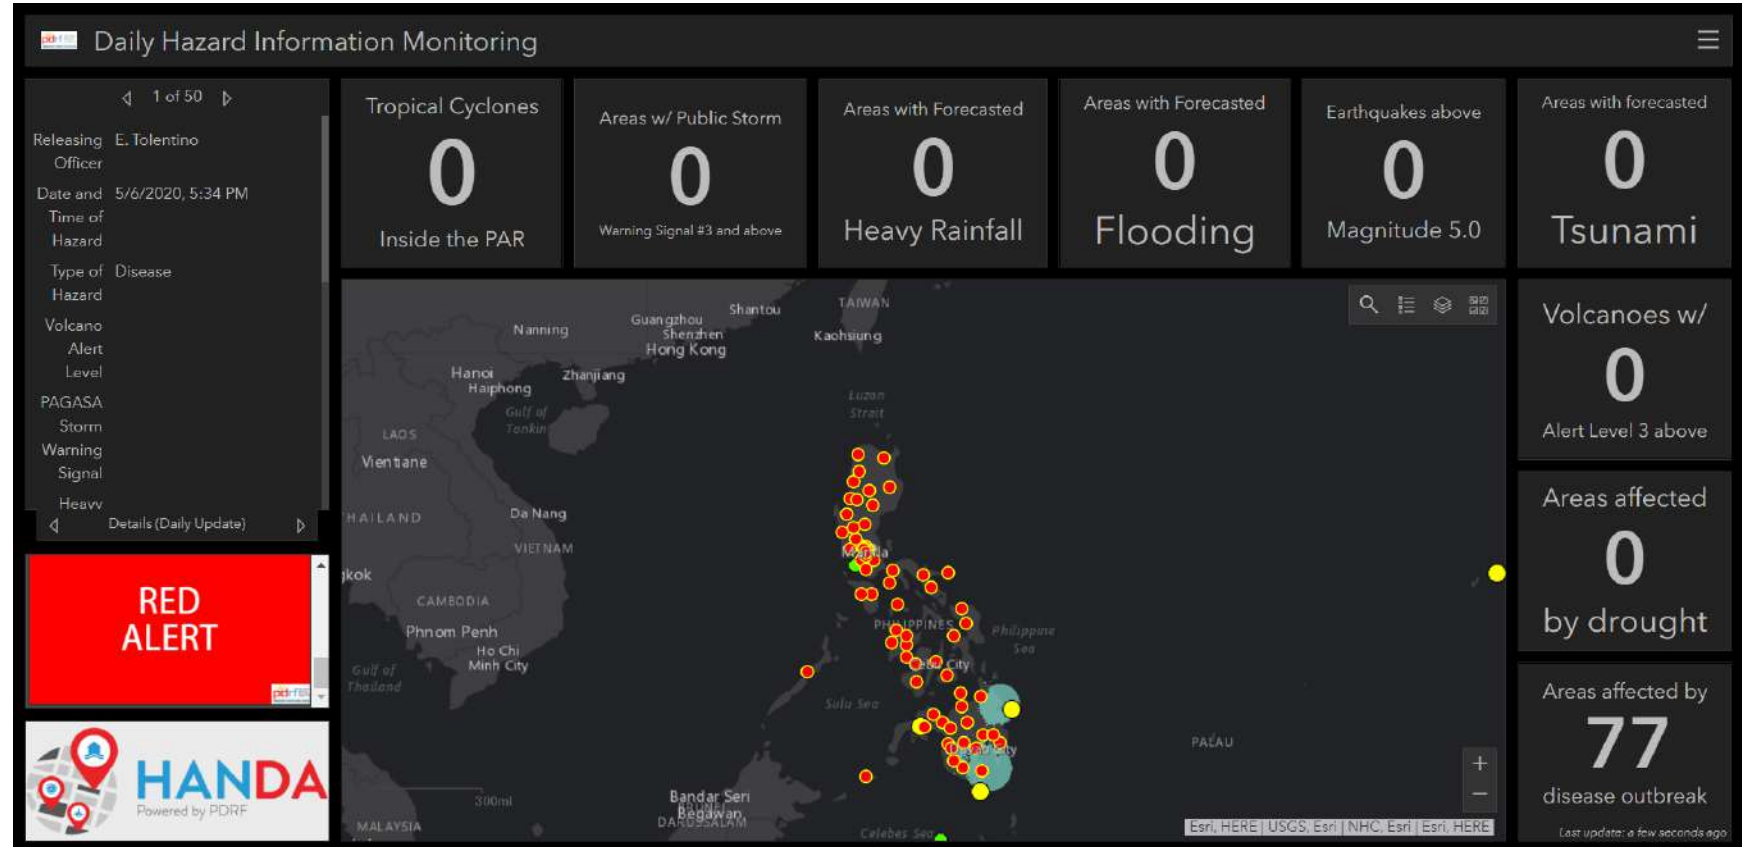 Daily Hazard Information Monitoring
1 of 50
Releasing Officer
E. Tolentino
Date and Time of Hazard
5/6/2020, 5:34 PM
Type of Hazard
Disease
Volcano Alert Level
PAGASA Storm Warning Signal
Heavy
Details (Daily Update)
RED
ALERT
HANDA
Powered by PDRF
Tropical Cyclones
0
Inside the PAR
Areas w/ Public Storm
0
Warning Signal #3 and above
Areas with Forecasted
0
Heavy Rainfall
Areas with Forecasted
0
Flooding
Earthquakes above
0
Magnitude 5.0
Areas with forecasted
0
Tsunami
Volcanoes w/
0
Alert Level 3 above
Areas affected
0
by drought
Areas affected by
77
disease outbreak
Last update: a few seconds ago
TAIWAN
Shantou
Guangzhou
Shenzhen
Hong Kong
Nanning
Kaohsiung
Hanoi
Haiphong
Zhanjiang
Gulf of
Tonkin
Luzon
Strait
LAOS
Vientiane
THAILAND
Da Nang
VIETNAM
Manila
gkok
CAMBODIA
Phnom Penh
Ho Chi
Minh City
Gulf of
Thailand
PHILIPPINES
Philippine
Sea
Cebu City
Sulu Sea
Davao City
PALAU
300mi
Bandar Seri
Begawan
BRUNEI
DARUSSALAM
MALAYSIA
Celebes Sea
Esri, HERE | USGS, Esri | NHC, Esri | Esri, HERE